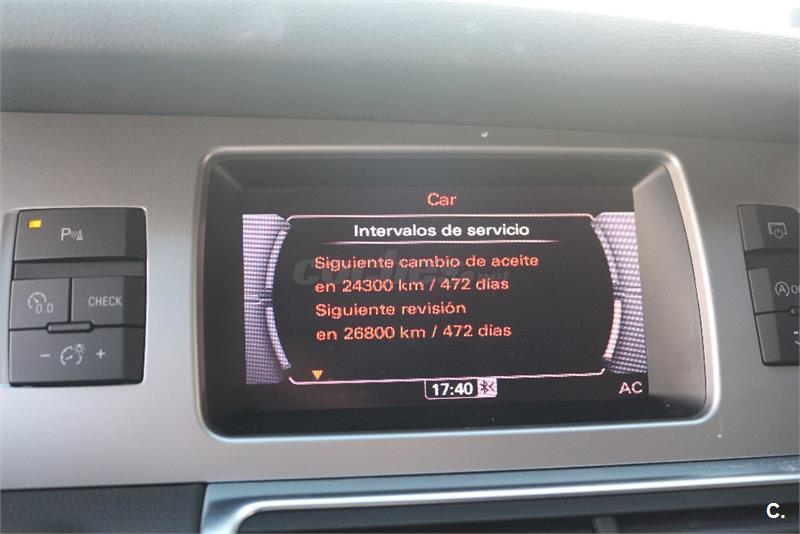 Car
Intervalos de servicio
Siguiente cambio de aceite
en 24300 km / 472 días
Siguiente revisión
en 26800 km / 472 días
17:40
AC
P
0.0
CHECK
- +
C.